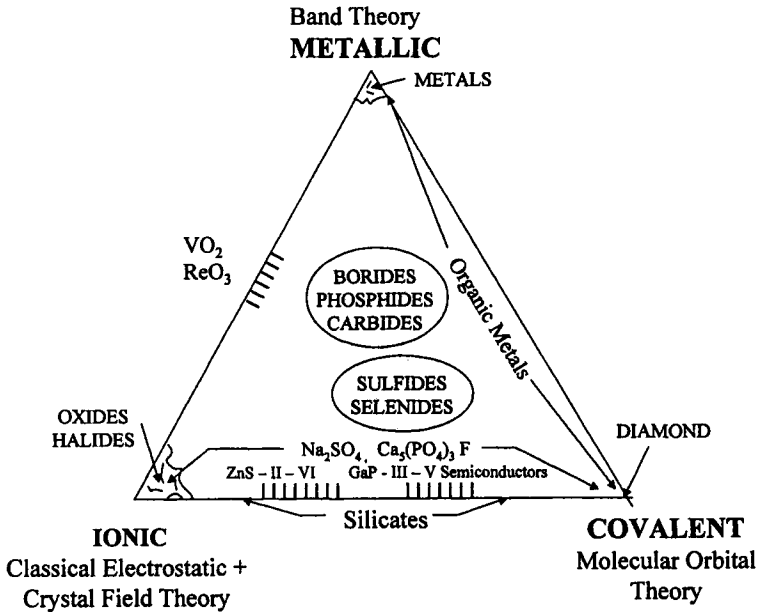 Band Theory
METALLIC
METALS
VO₂
ReO₃
BORIDES
PHOSPHIDES
CARBIDES
Organic Metals
SULFIDES
SELENIDES
OXIDES
HALIDES
DIAMOND
Na₂SO₄, Ca₅(PO₄)₃ F
ZnS – II – VI GaP - III – V Semiconductors
Silicates
IONIC
Classical Electrostatic +
Crystal Field Theory
COVALENT
Molecular Orbital
Theory